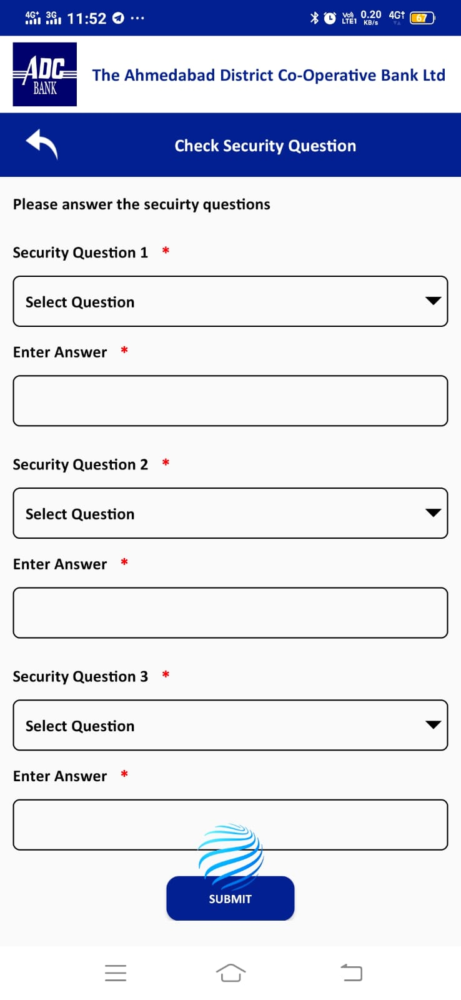 4G+ 3G 11:52 ...
Vo) LTE1 0.20 KB/s 4G 67
ADC
BANK
The Ahmedabad District Co-Operative Bank Ltd
Check Security Question
Please answer the secuirty questions
Security Question 1 *
Select Question
Enter Answer *
Security Question 2 *
Select Question
Enter Answer *
Security Question 3 *
Select Question
Enter Answer *
SUBMIT